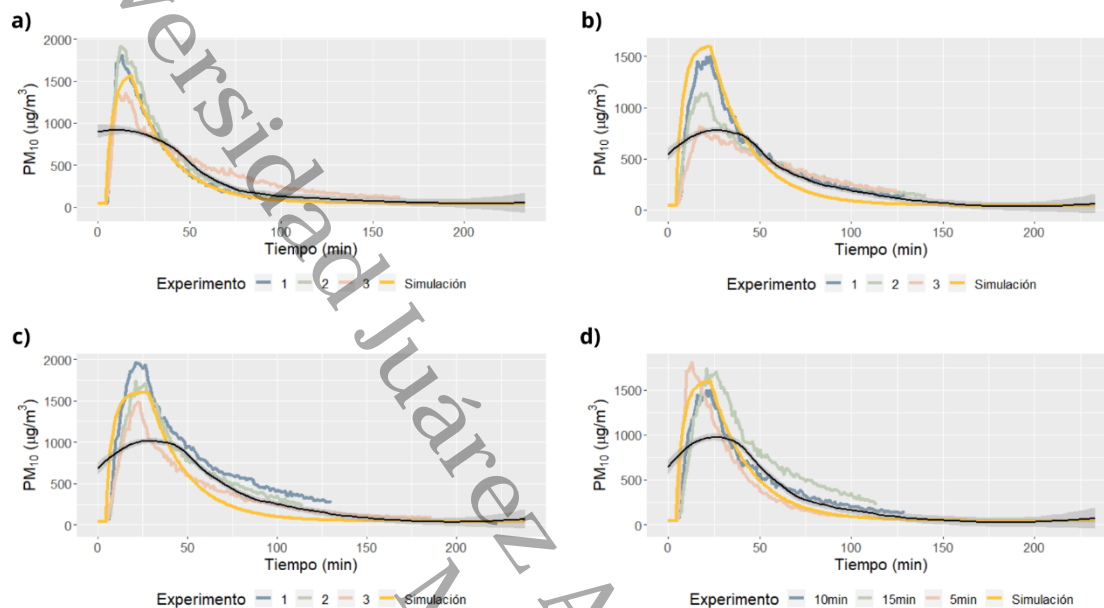 a)
2000
1500
1000
500
0
PM10 (µg/m³)
0 50 100 150 200
Tiempo (min)
Experimento 1 2 3 Simulación
b)
1500
1000
500
0
PM10 (µg/m³)
0 50 100 150 200
Tiempo (min)
Experimento 1 2 3 Simulación
c)
2000
1500
1000
500
0
PM10 (µg/m³)
0 50 100 150 200
Tiempo (min)
Experimento 1 2 3 Simulación
d)
1500
1000
500
0
PM10 (µg/m³)
0 50 100 150 200
Tiempo (min)
Experimento 10min 15min 5min Simulación
versidad Juárez A